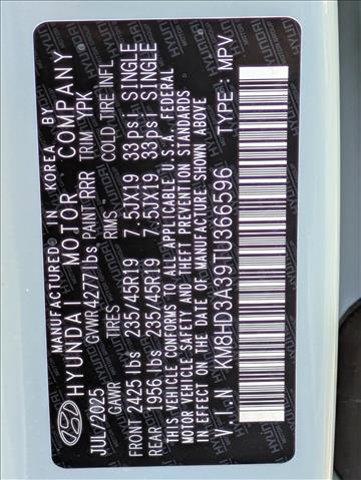 MANUFACTURED IN KOREA BY
HYUNDAI MOTOR COMPANY
JUL/2025 GVWR4277lbs PAINT RRR TRIM YPK
GAWR TIRES RIMS COLD TIRE INFL.
FRONT 2425 lbs 235/45R19 7.5JX19 33psi SINGLE
REAR 1956 lbs 235/45R19 7.5JX19 33psi SINGLE
THIS VEHICLE CONFORMS TO ALL APPLICABLE U.S.A. FEDERAL
MOTOR VEHICLE SAFETY AND THEFT PREVENTION STANDARDS
IN EFFECT ON THE DATE OF MANUFACTURE SHOWN ABOVE
V.I.N KM8HD3A39TU366596 TYPE: MPV